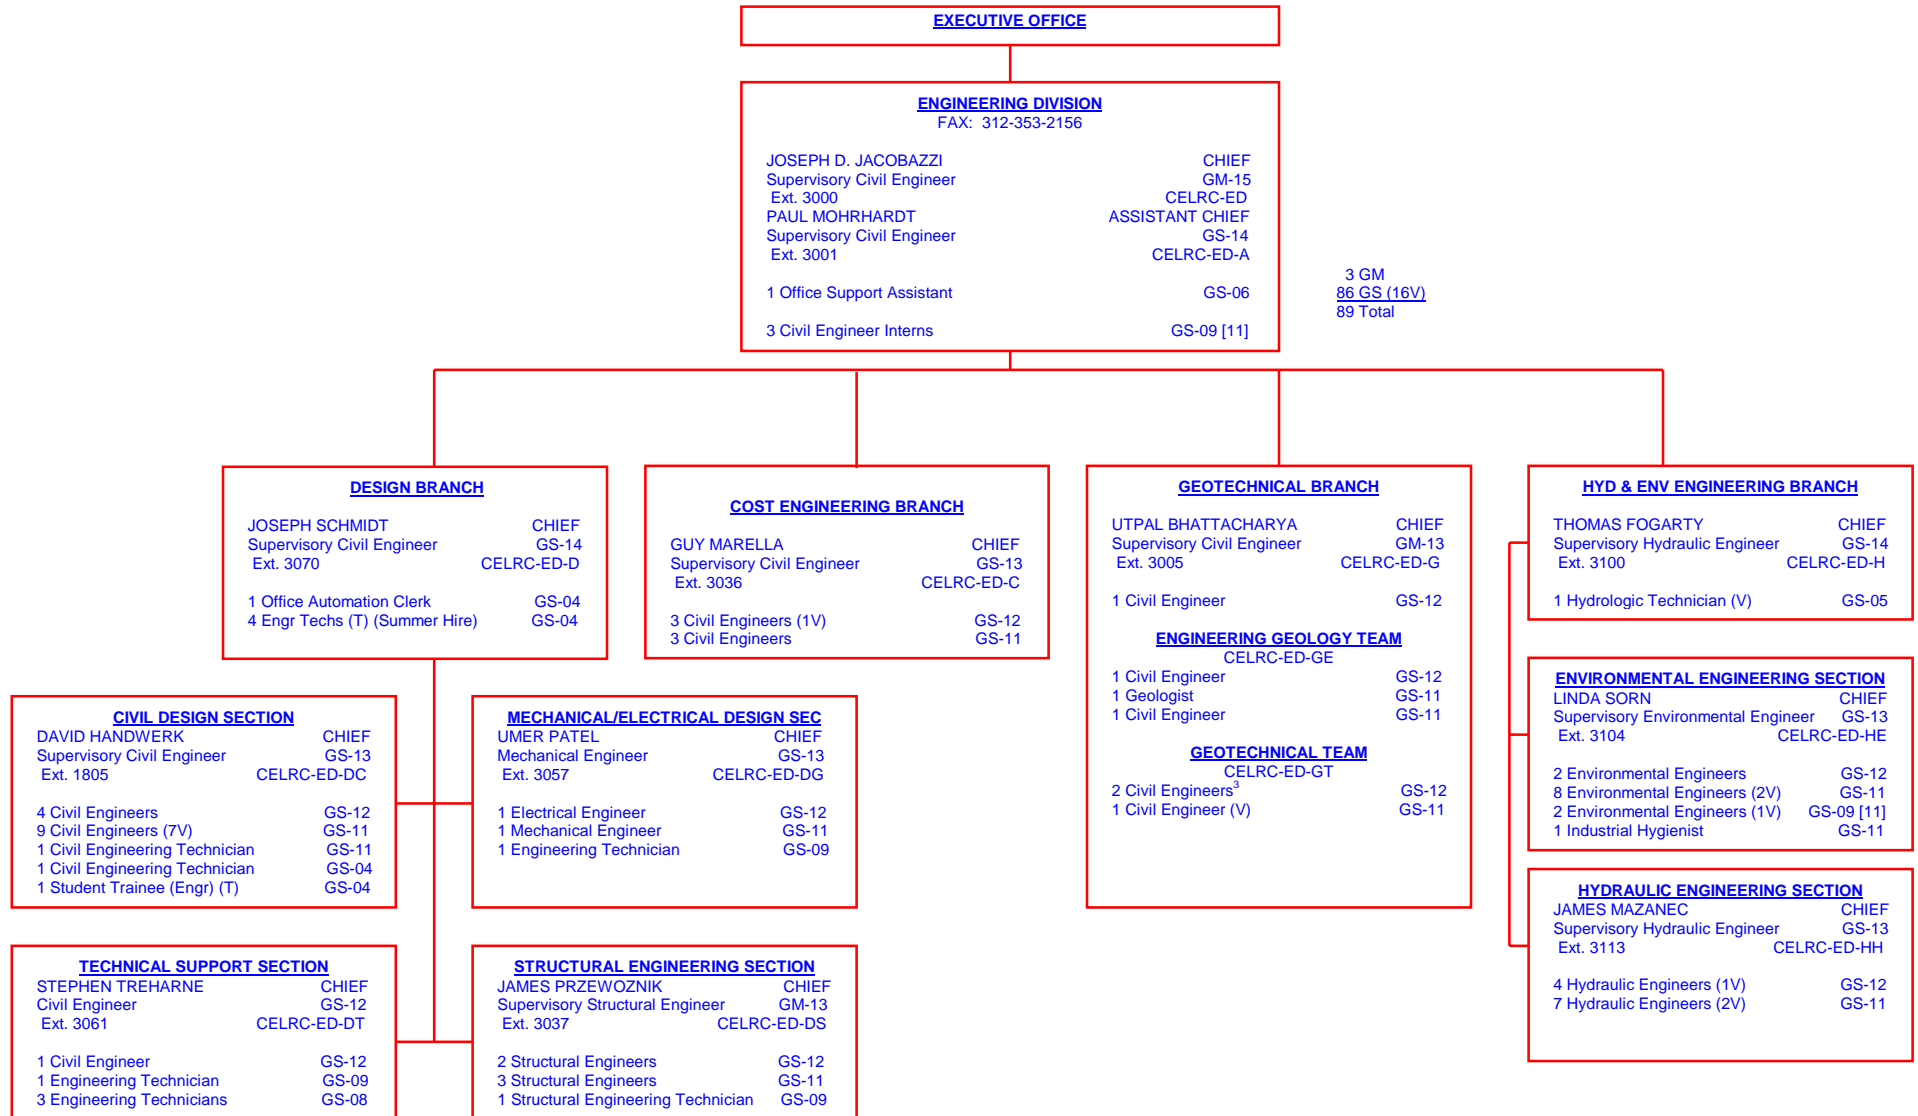 EXECUTIVE OFFICE
ENGINEERING DIVISION
FAX: 312-353-2156
JOSEPH D. JACOBAZZI CHIEF
Supervisory Civil Engineer GM-15
Ext. 3000 CELRC-ED
PAUL MOHRHARDT ASSISTANT CHIEF
Supervisory Civil Engineer GS-14
Ext. 3001 CELRC-ED-A
1 Office Support Assistant GS-06
3 Civil Engineer Interns GS-09 [11]
3 GM
86 GS (16V)
89 Total
DESIGN BRANCH
JOSEPH SCHMIDT CHIEF
Supervisory Civil Engineer GS-14
Ext. 3070 CELRC-ED-D
1 Office Automation Clerk GS-04
4 Engr Techs (T) (Summer Hire) GS-04
COST ENGINEERING BRANCH
GUY MARELLA CHIEF
Supervisory Civil Engineer GS-13
Ext. 3036 CELRC-ED-C
3 Civil Engineers (1V) GS-12
3 Civil Engineers GS-11
GEOTECHNICAL BRANCH
UTPAL BHATTACHARYA CHIEF
Supervisory Civil Engineer GM-13
Ext. 3005 CELRC-ED-G
1 Civil Engineer GS-12
ENGINEERING GEOLOGY TEAM
CELRC-ED-GE
1 Civil Engineer GS-12
1 Geologist GS-11
1 Civil Engineer GS-11
GEOTECHNICAL TEAM
CELRC-ED-GT
2 Civil Engineers³ GS-12
1 Civil Engineer (V) GS-11
HYD & ENV ENGINEERING BRANCH
THOMAS FOGARTY CHIEF
Supervisory Hydraulic Engineer GS-14
Ext. 3100 CELRC-ED-H
1 Hydrologic Technician (V) GS-05
ENVIRONMENTAL ENGINEERING SECTION
LINDA SORN CHIEF
Supervisory Environmental Engineer GS-13
Ext. 3104 CELRC-ED-HE
2 Environmental Engineers GS-12
8 Environmental Engineers (2V) GS-11
2 Environmental Engineers (1V) GS-09 [11]
1 Industrial Hygienist GS-11
HYDRAULIC ENGINEERING SECTION
JAMES MAZANEC CHIEF
Supervisory Hydraulic Engineer GS-13
Ext. 3113 CELRC-ED-HH
4 Hydraulic Engineers (1V) GS-12
7 Hydraulic Engineers (2V) GS-11
CIVIL DESIGN SECTION
DAVID HANDWERK CHIEF
Supervisory Civil Engineer GS-13
Ext. 1805 CELRC-ED-DC
4 Civil Engineers GS-12
9 Civil Engineers (7V) GS-11
1 Civil Engineering Technician GS-11
1 Civil Engineering Technician GS-04
1 Student Trainee (Engr) (T) GS-04
MECHANICAL/ELECTRICAL DESIGN SEC
UMER PATEL CHIEF
Mechanical Engineer GS-13
Ext. 3057 CELRC-ED-DG
1 Electrical Engineer GS-12
1 Mechanical Engineer GS-11
1 Engineering Technician GS-09
TECHNICAL SUPPORT SECTION
STEPHEN TREHARNE CHIEF
Civil Engineer GS-12
Ext. 3061 CELRC-ED-DT
1 Civil Engineer GS-12
1 Engineering Technician GS-09
3 Engineering Technicians GS-08
STRUCTURAL ENGINEERING SECTION
JAMES PRZEWOZNIK CHIEF
Supervisory Structural Engineer GM-13
Ext. 3037 CELRC-ED-DS
2 Structural Engineers GS-12
3 Structural Engineers GS-11
1 Structural Engineering Technician GS-09